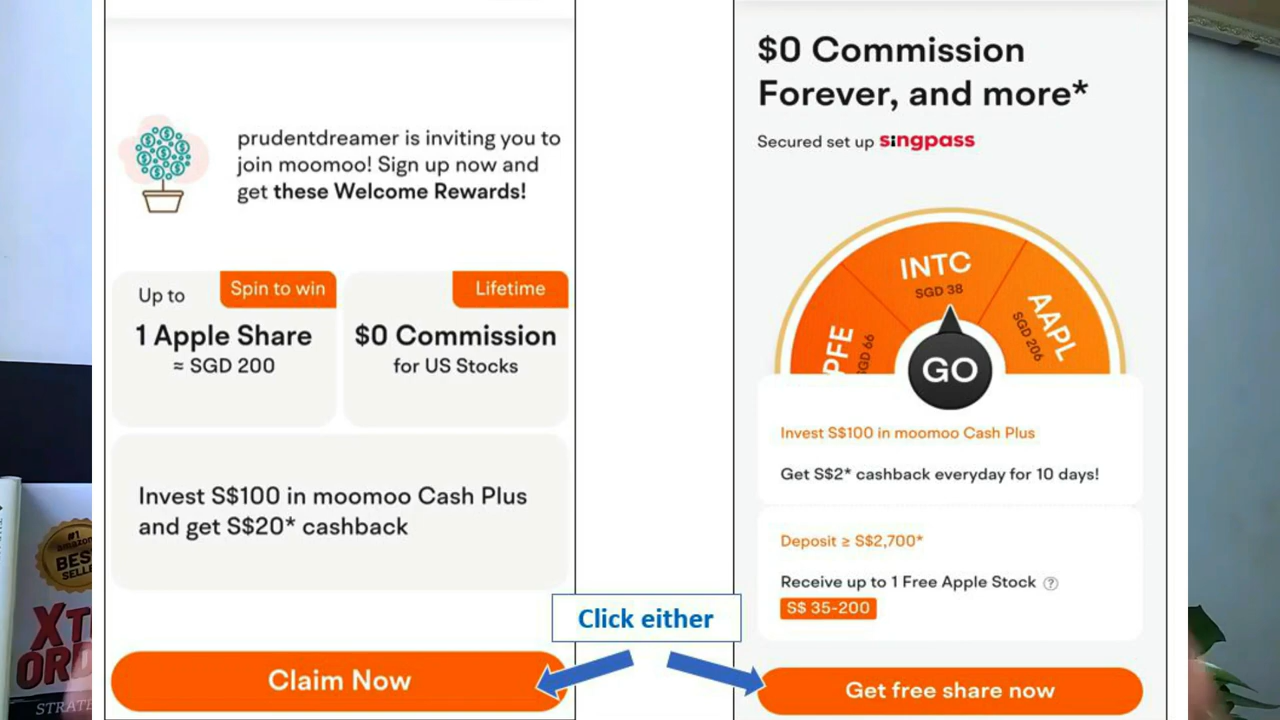 prudentdreamer is inviting you to
join moomoo! Sign up now and
get these Welcome Rewards!
Up to
Spin to win
1 Apple Share
≈ SGD 200
Lifetime
$0 Commission
for US Stocks
Invest S$100 in moomoo Cash Plus
and get S$20* cashback
Claim Now
Click either
$0 Commission
Forever, and more*
Secured set up singpass
PFE
SGD 66
INTC
SGD 38
AAPL
SGD 206
GO
Invest S$100 in moomoo Cash Plus
Get S$2* cashback everyday for 10 days!
Deposit ≥ S$2,700*
Receive up to 1 Free Apple Stock ?
S$ 35-200
Get free share now
#1
amazon